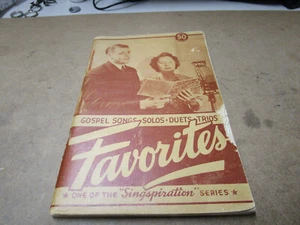 50
GOSPEL SONGS SOLOS • DUETS • TRIOS
Favorites
★ ONE OF THE "Singspiration" SERIES ★